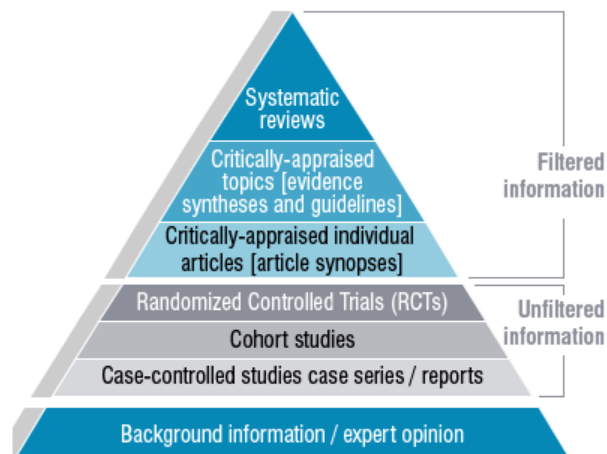 Systematic
reviews
Critically-appraised
topics [evidence
syntheses and guidelines]
Critically-appraised individual
articles [article synopses]
Filtered
information
Randomized Controlled Trials (RCTs)
Cohort studies
Case-controlled studies case series / reports
Unfiltered
information
Background information / expert opinion